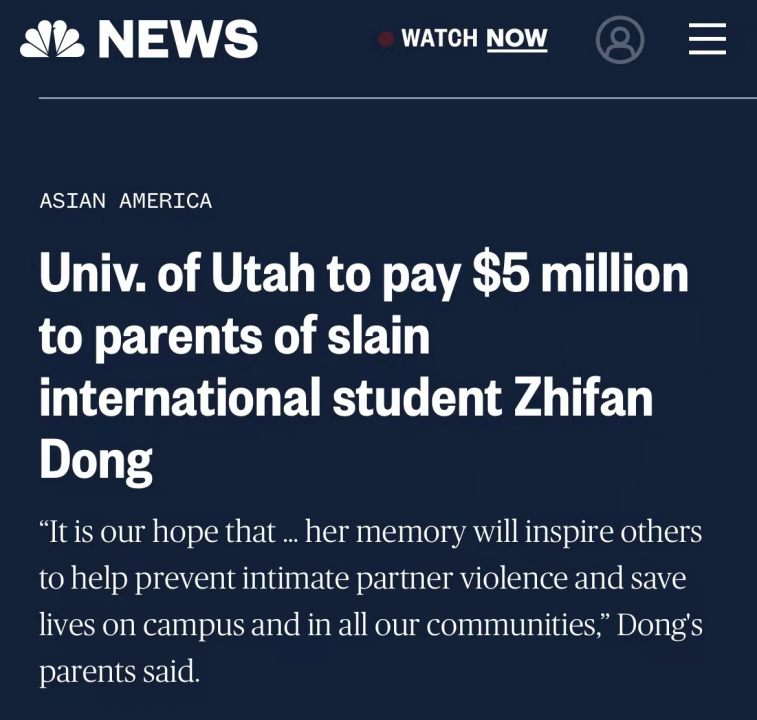 NEWS
WATCH NOW
ASIAN AMERICA
Univ. of Utah to pay $5 million
to parents of slain
international student Zhifan
Dong
“It is our hope that ... her memory will inspire others
to help prevent intimate partner violence and save
lives on campus and in all our communities,” Dong's
parents said.